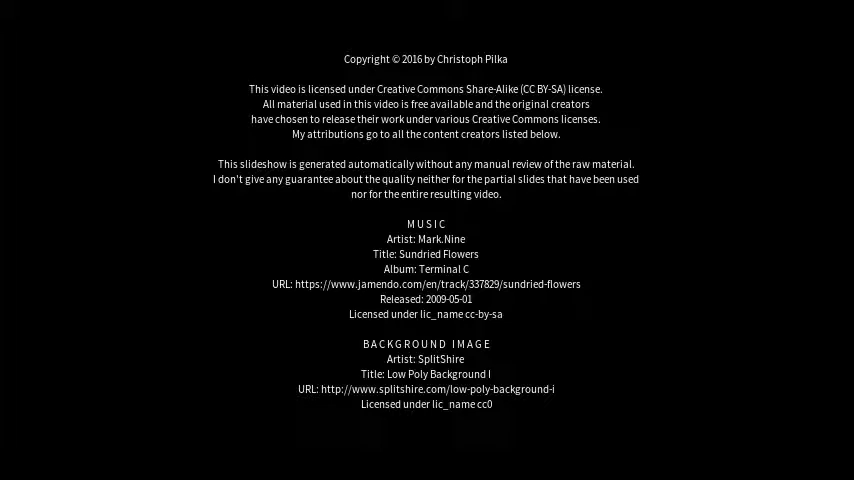 Copyright © 2016 by Christoph Pilka
This video is licensed under Creative Commons Share-Alike (CC BY-SA) license.
All material used in this video is free available and the original creators
have chosen to release their work under various Creative Commons licenses.
My attributions go to all the content creators listed below.
This slideshow is generated automatically without any manual review of the raw material.
I don't give any guarantee about the quality neither for the partial slides that have been used
nor for the entire resulting video.
MUSIC
Artist: Mark.Nine
Title: Sundried Flowers
Album: Terminal C
URL: https://www.jamendo.com/en/track/337829/sundried-flowers
Released: 2009-05-01
Licensed under lic_name cc-by-sa
BACKGROUND IMAGE
Artist: SplitShire
Title: Low Poly Background I
URL: http://www.splitshire.com/low-poly-background-i
Licensed under lic_name cc0